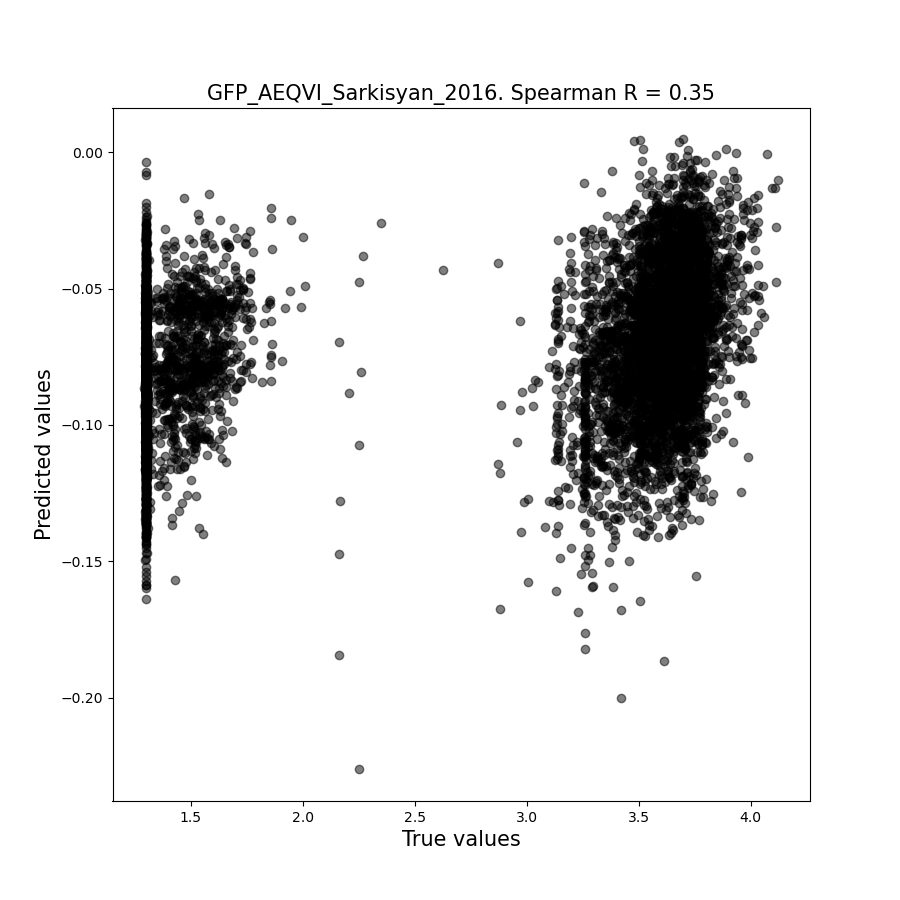 GFP_AEQVI_Sarkisyan_2016. Spearman R = 0.35
0.00
−0.05
−0.10
−0.15
−0.20
Predicted values
1.5 2.0 2.5 3.0 3.5 4.0
True values